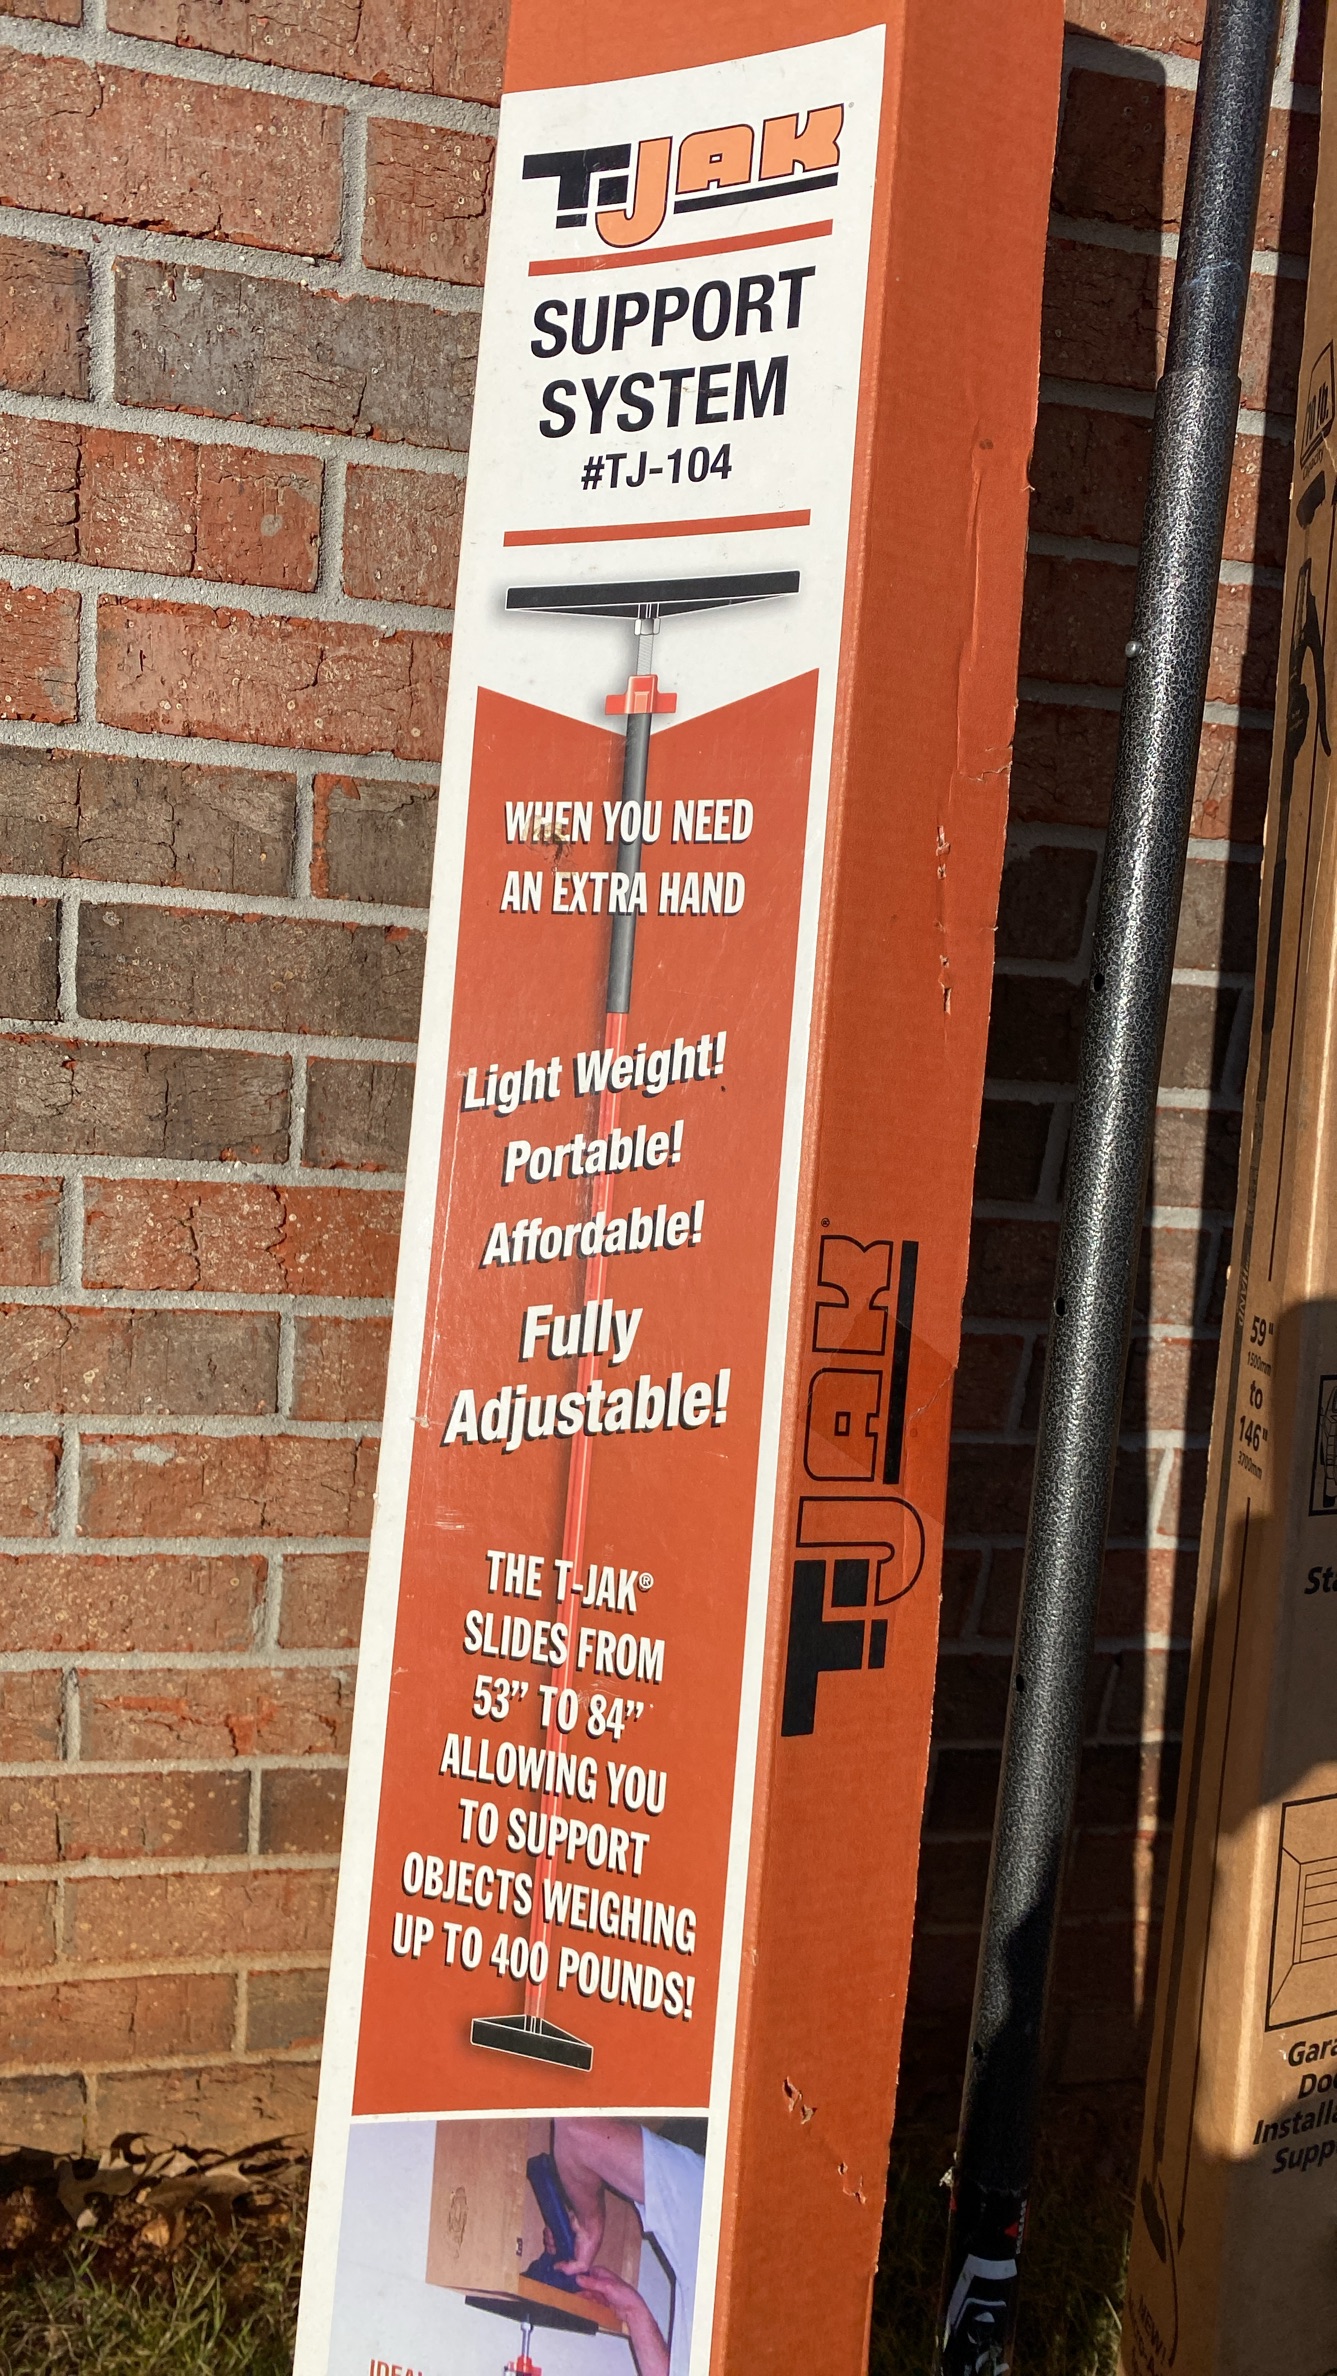 T-JAK
SUPPORT
SYSTEM
#TJ-104
WHEN YOU NEED
AN EXTRA HAND
Light Weight!
Portable!
Affordable!
Fully
Adjustable!
THE T-JAK®
SLIDES FROM
53” TO 84”
ALLOWING YOU
TO SUPPORT
OBJECTS WEIGHING
UP TO 400 POUNDS!
T-JAK®
59"
1500mm
to
146"
3700mm